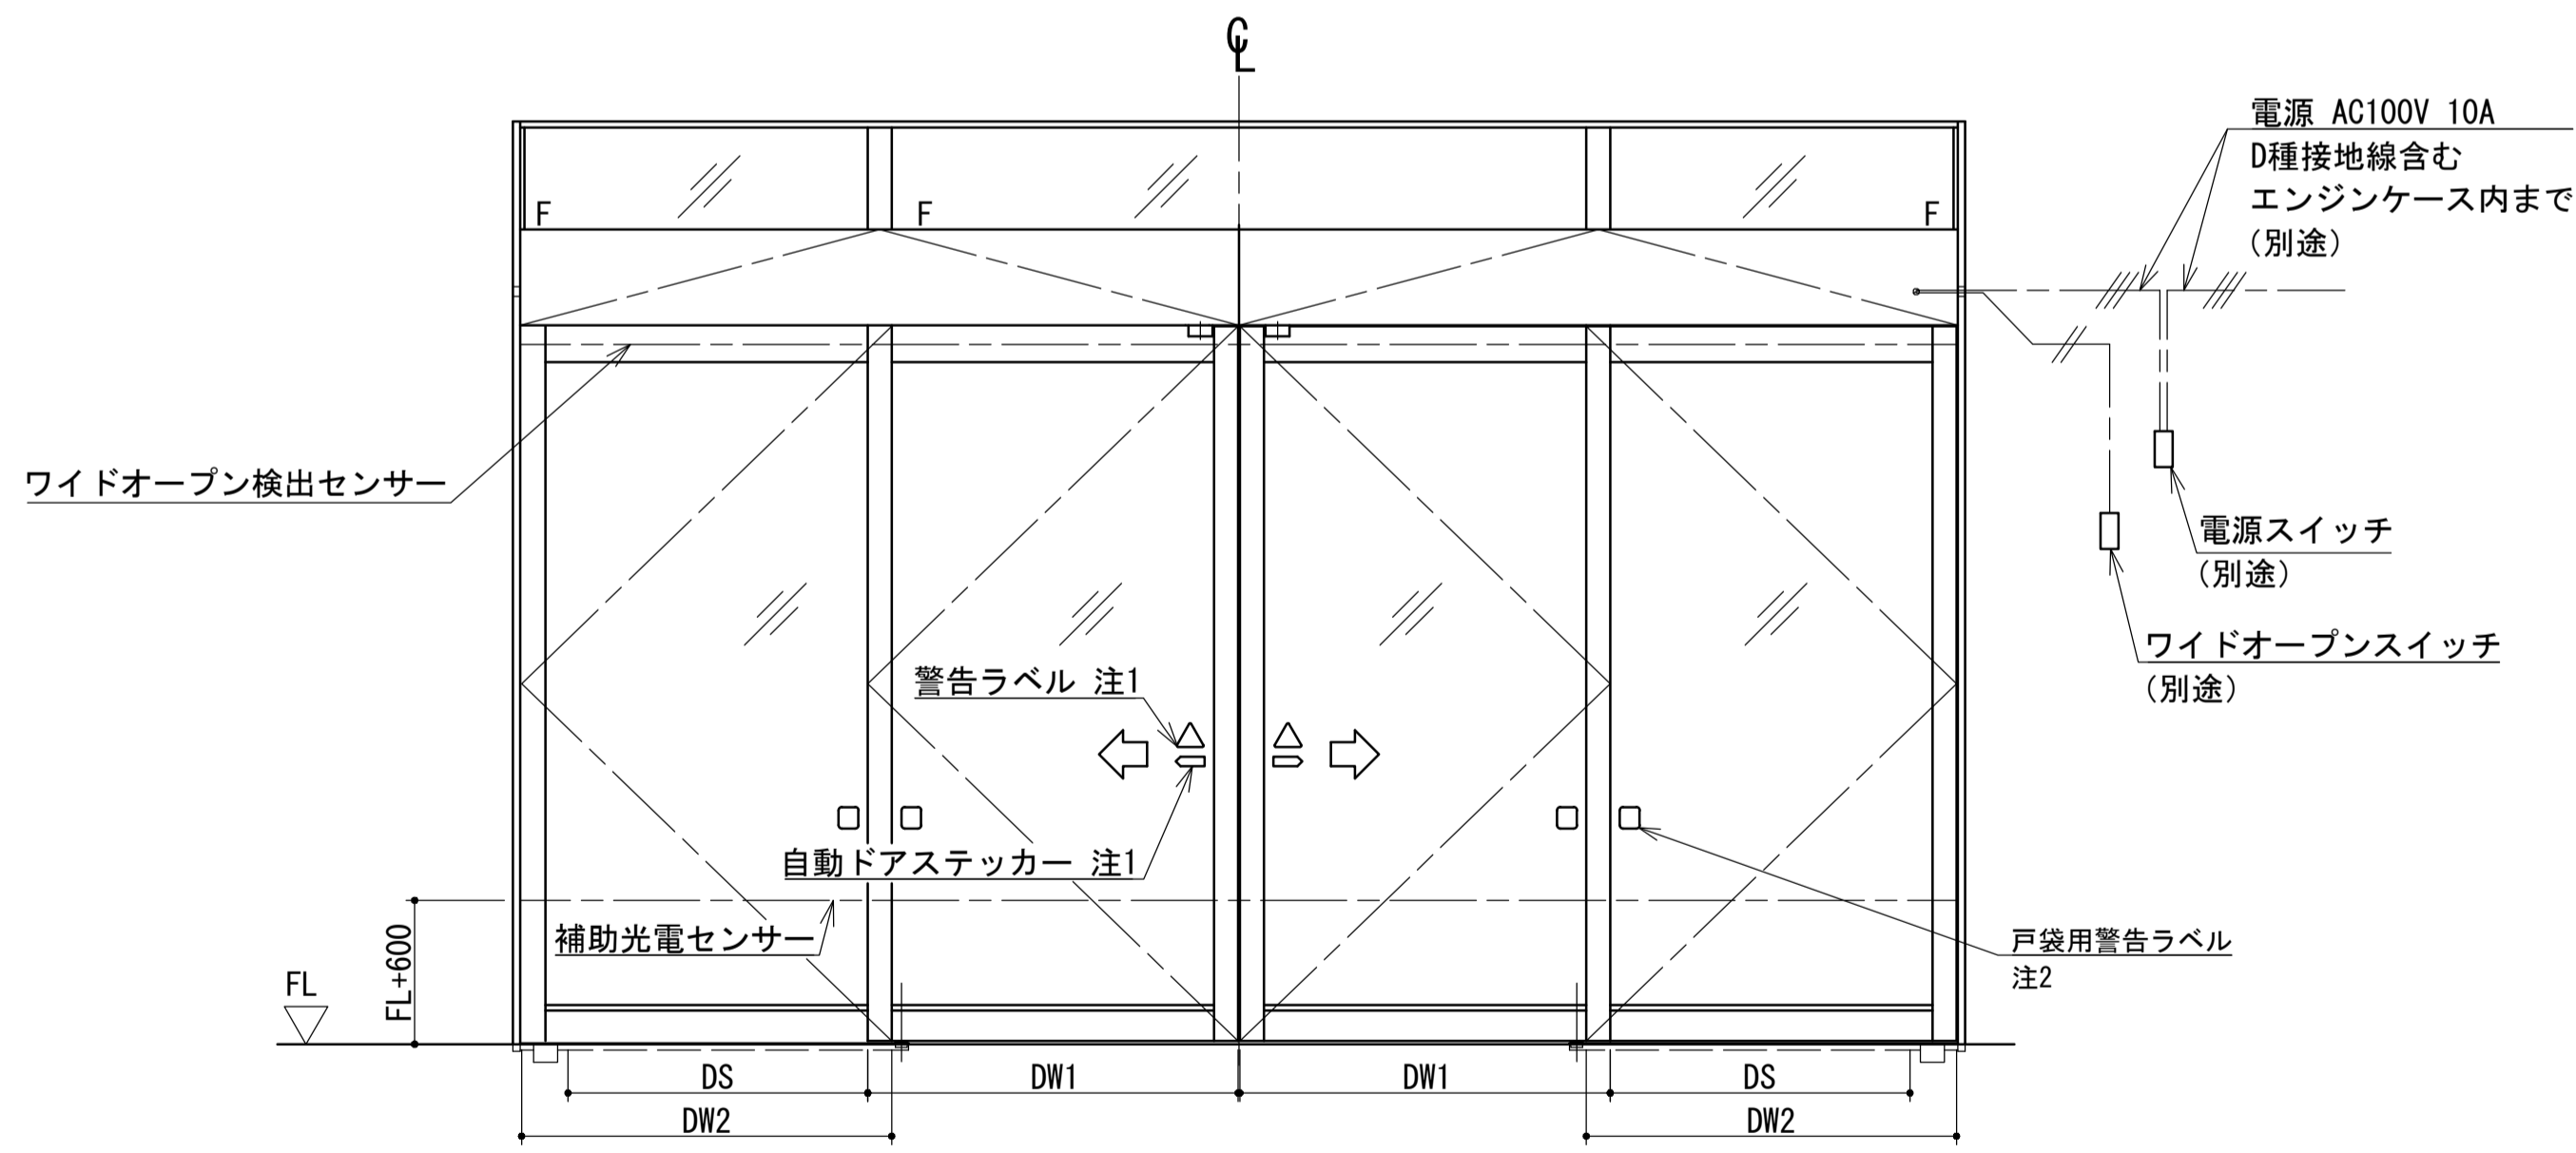 CL
電源 AC100V 10A
D種接地線含む
エンジンケース内まで
(別途)
F
F
F
ワイドオープン検出センサー
電源スイッチ
(別途)
ワイドオープンスイッチ
(別途)
警告ラベル 注1
自動ドアステッカー 注1
補助光電センサー
戸袋用警告ラベル
注2
FL+600
FL
DS
DW1
DW1
DS
DW2
DW2